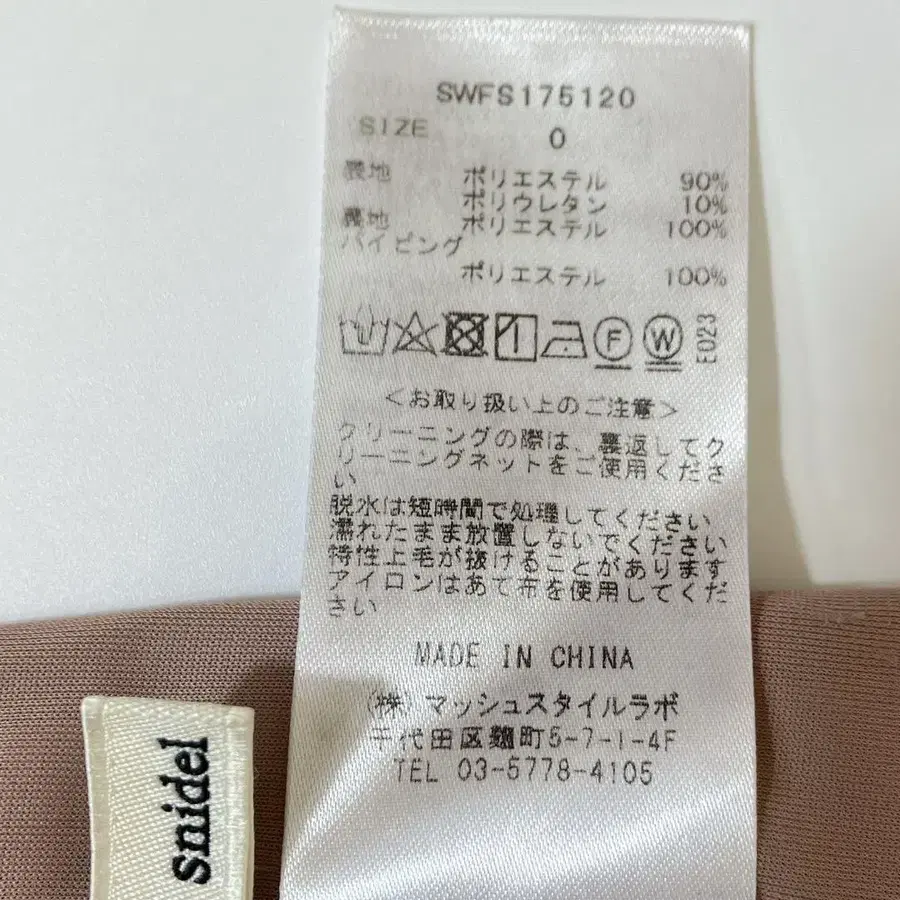 SWFS175120
SIZE 0
表地 ポリエステル 90%
ポリウレタン 10%
裏地 ポリエステル 100%
パイピング
ポリエステル 100%
F W E023
<お取り扱い上のご注意>
クリーニングの際は、裏返してク
リーニングネットをご使用くださ
い
脱水は短時間で処理してください
濡れたまま放置しないでください
特性上毛が抜けることがあります
アイロンはあて布を使用してくだ
さい
MADE IN CHINA
(株)マッシュスタイルラボ
千代田区麹町5-7-1-4F
TEL 03-5778-4105
snidel